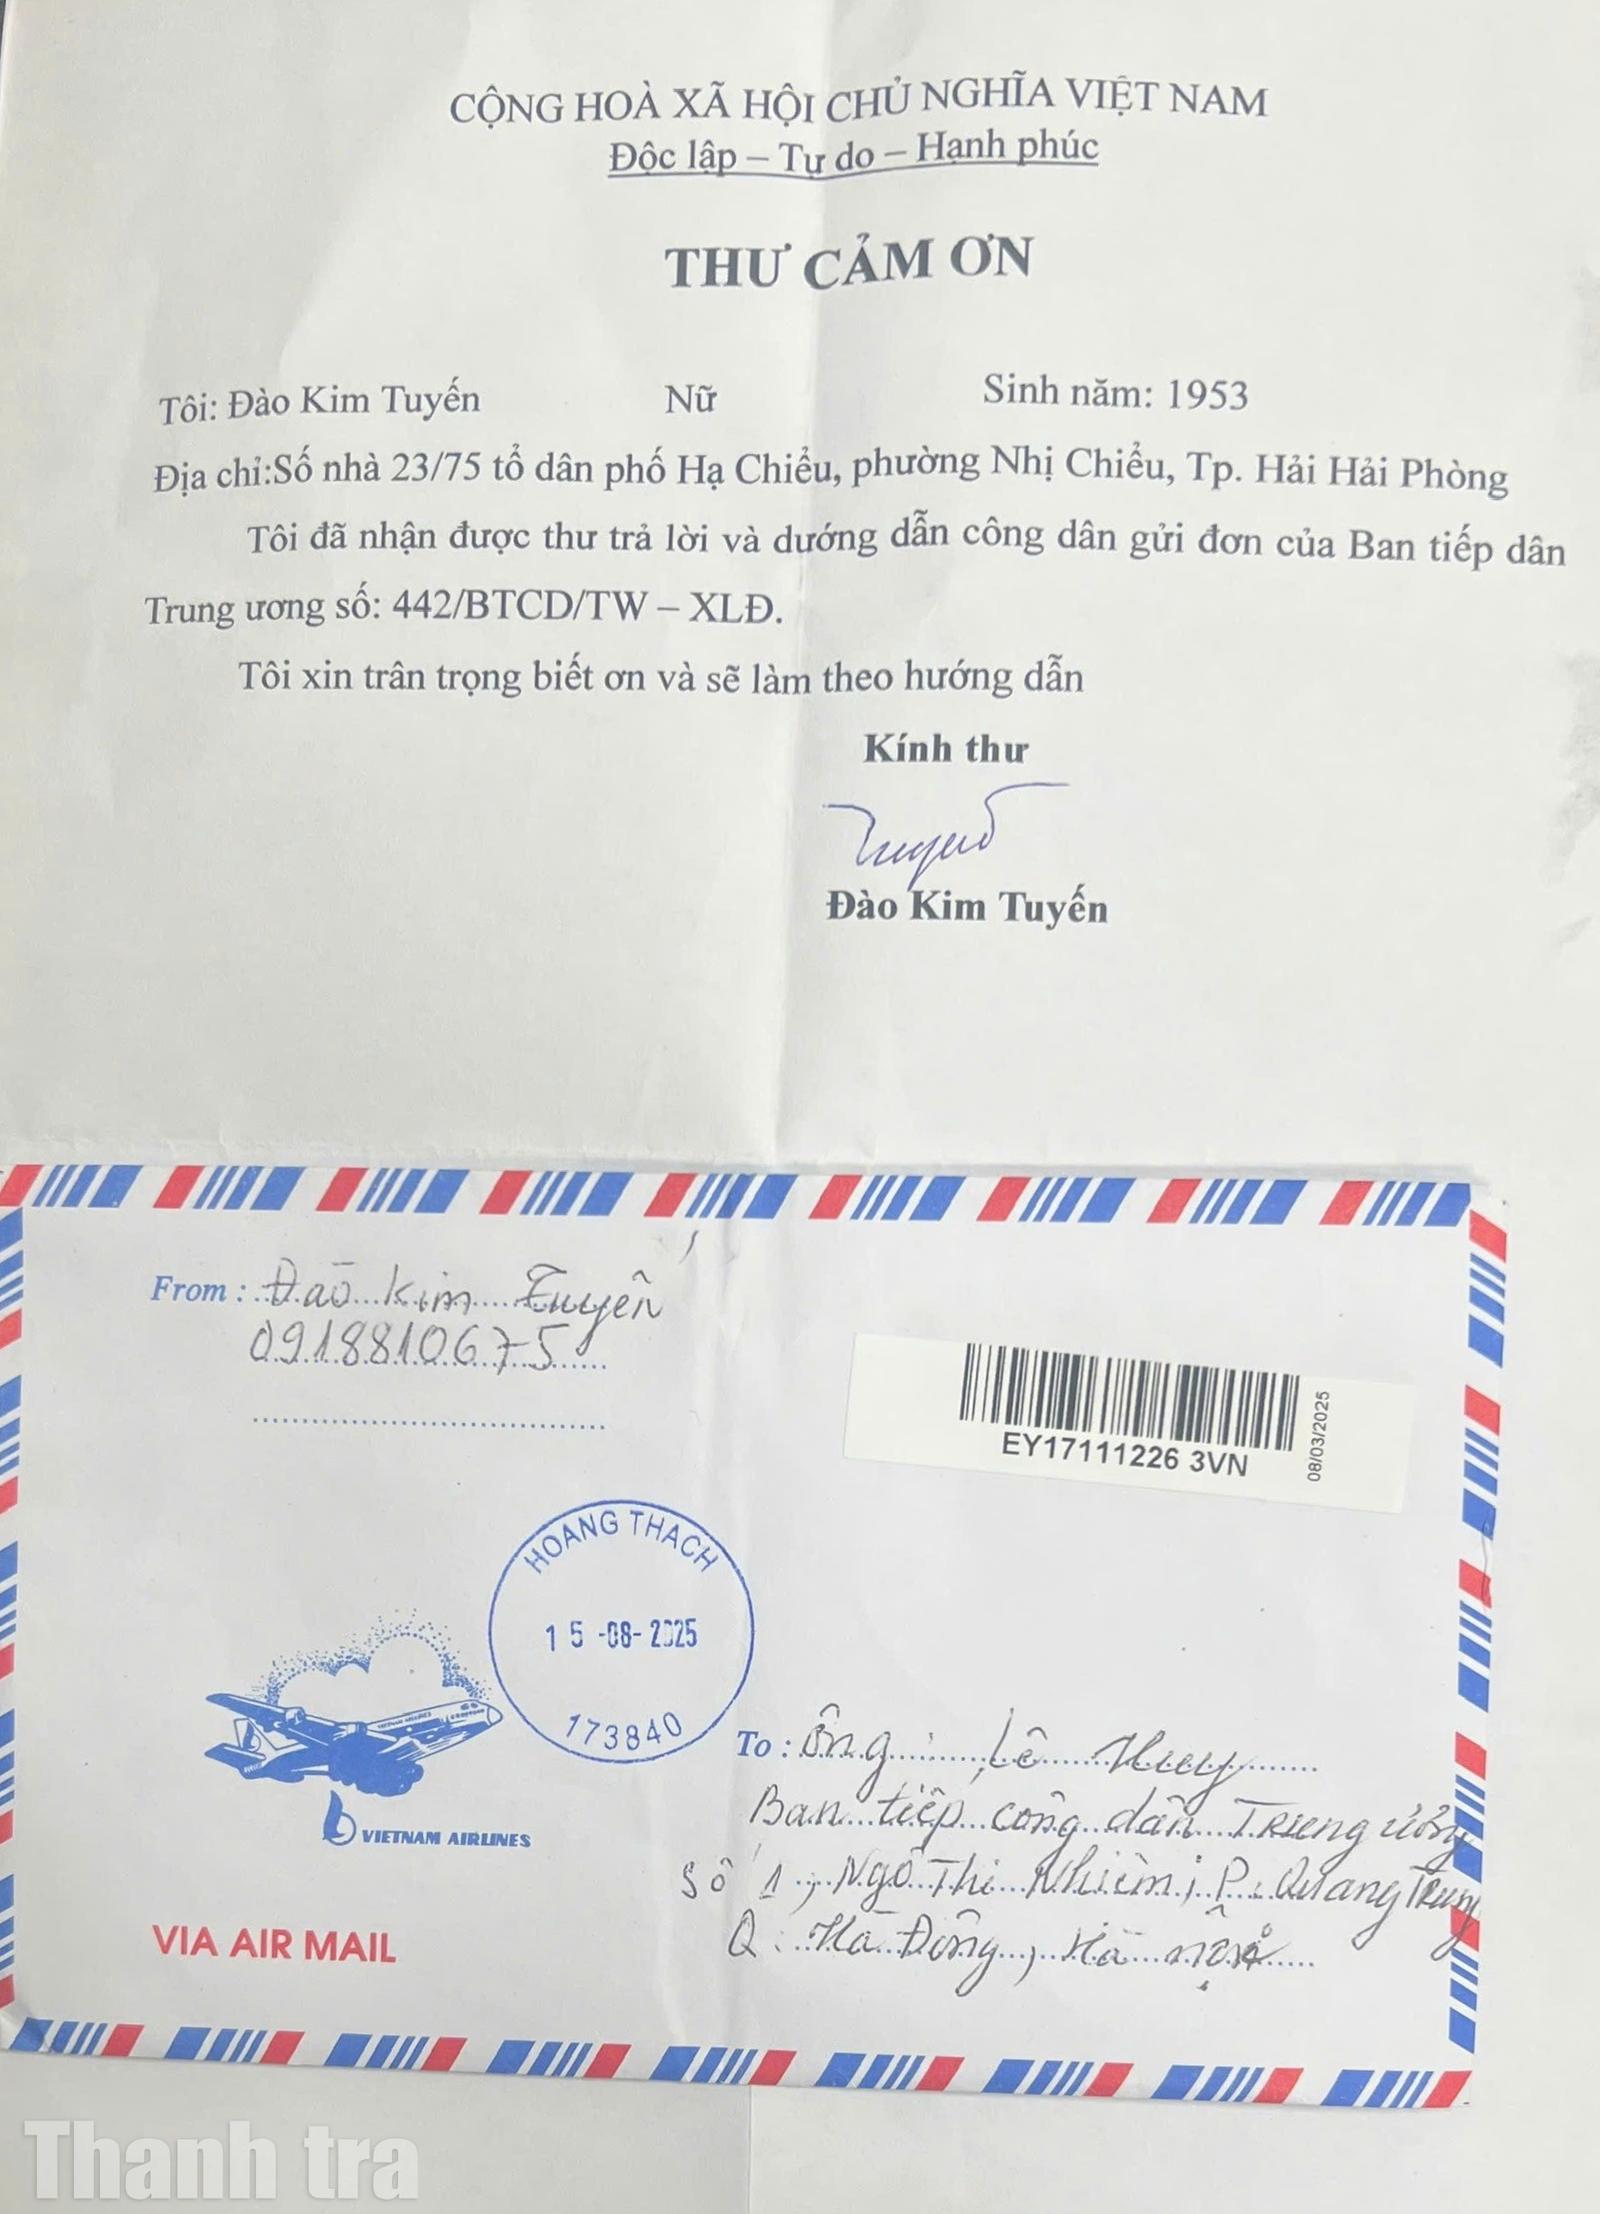 CỘNG HOÀ XÃ HỘI CHỦ NGHĨA VIỆT NAM
Độc lập – Tự do – Hạnh phúc
THƯ CẢM ƠN
Tôi: Đào Kim Tuyến Nữ Sinh năm: 1953
Địa chỉ:Số nhà 23/75 tổ dân phố Hạ Chiểu, phường Nhị Chiểu, Tp. Hải Hải Phòng
Tôi đã nhận được thư trả lời và dướng dẫn công dân gửi đơn của Ban tiếp dân
Trung ương số: 442/BTCD/TW – XLĐ.
Tôi xin trân trọng biết ơn và sẽ làm theo hướng dẫn
Kính thư
Tuyến
Đào Kim Tuyến
From : Đào Kim Tuyến
0918810675
EY17111226 3VN
08/03/2025
HOANG THACH
15-08-2025
173840
VIETNAM AIRLINES
VIA AIR MAIL
To : Ông : Lê Huy
Ban tiếp công dân Trung ương
Số 1, Ngô Thì Nhiệm, P. Quang Trung
Q. Hà Đông, Hà Nội
Thanh tra